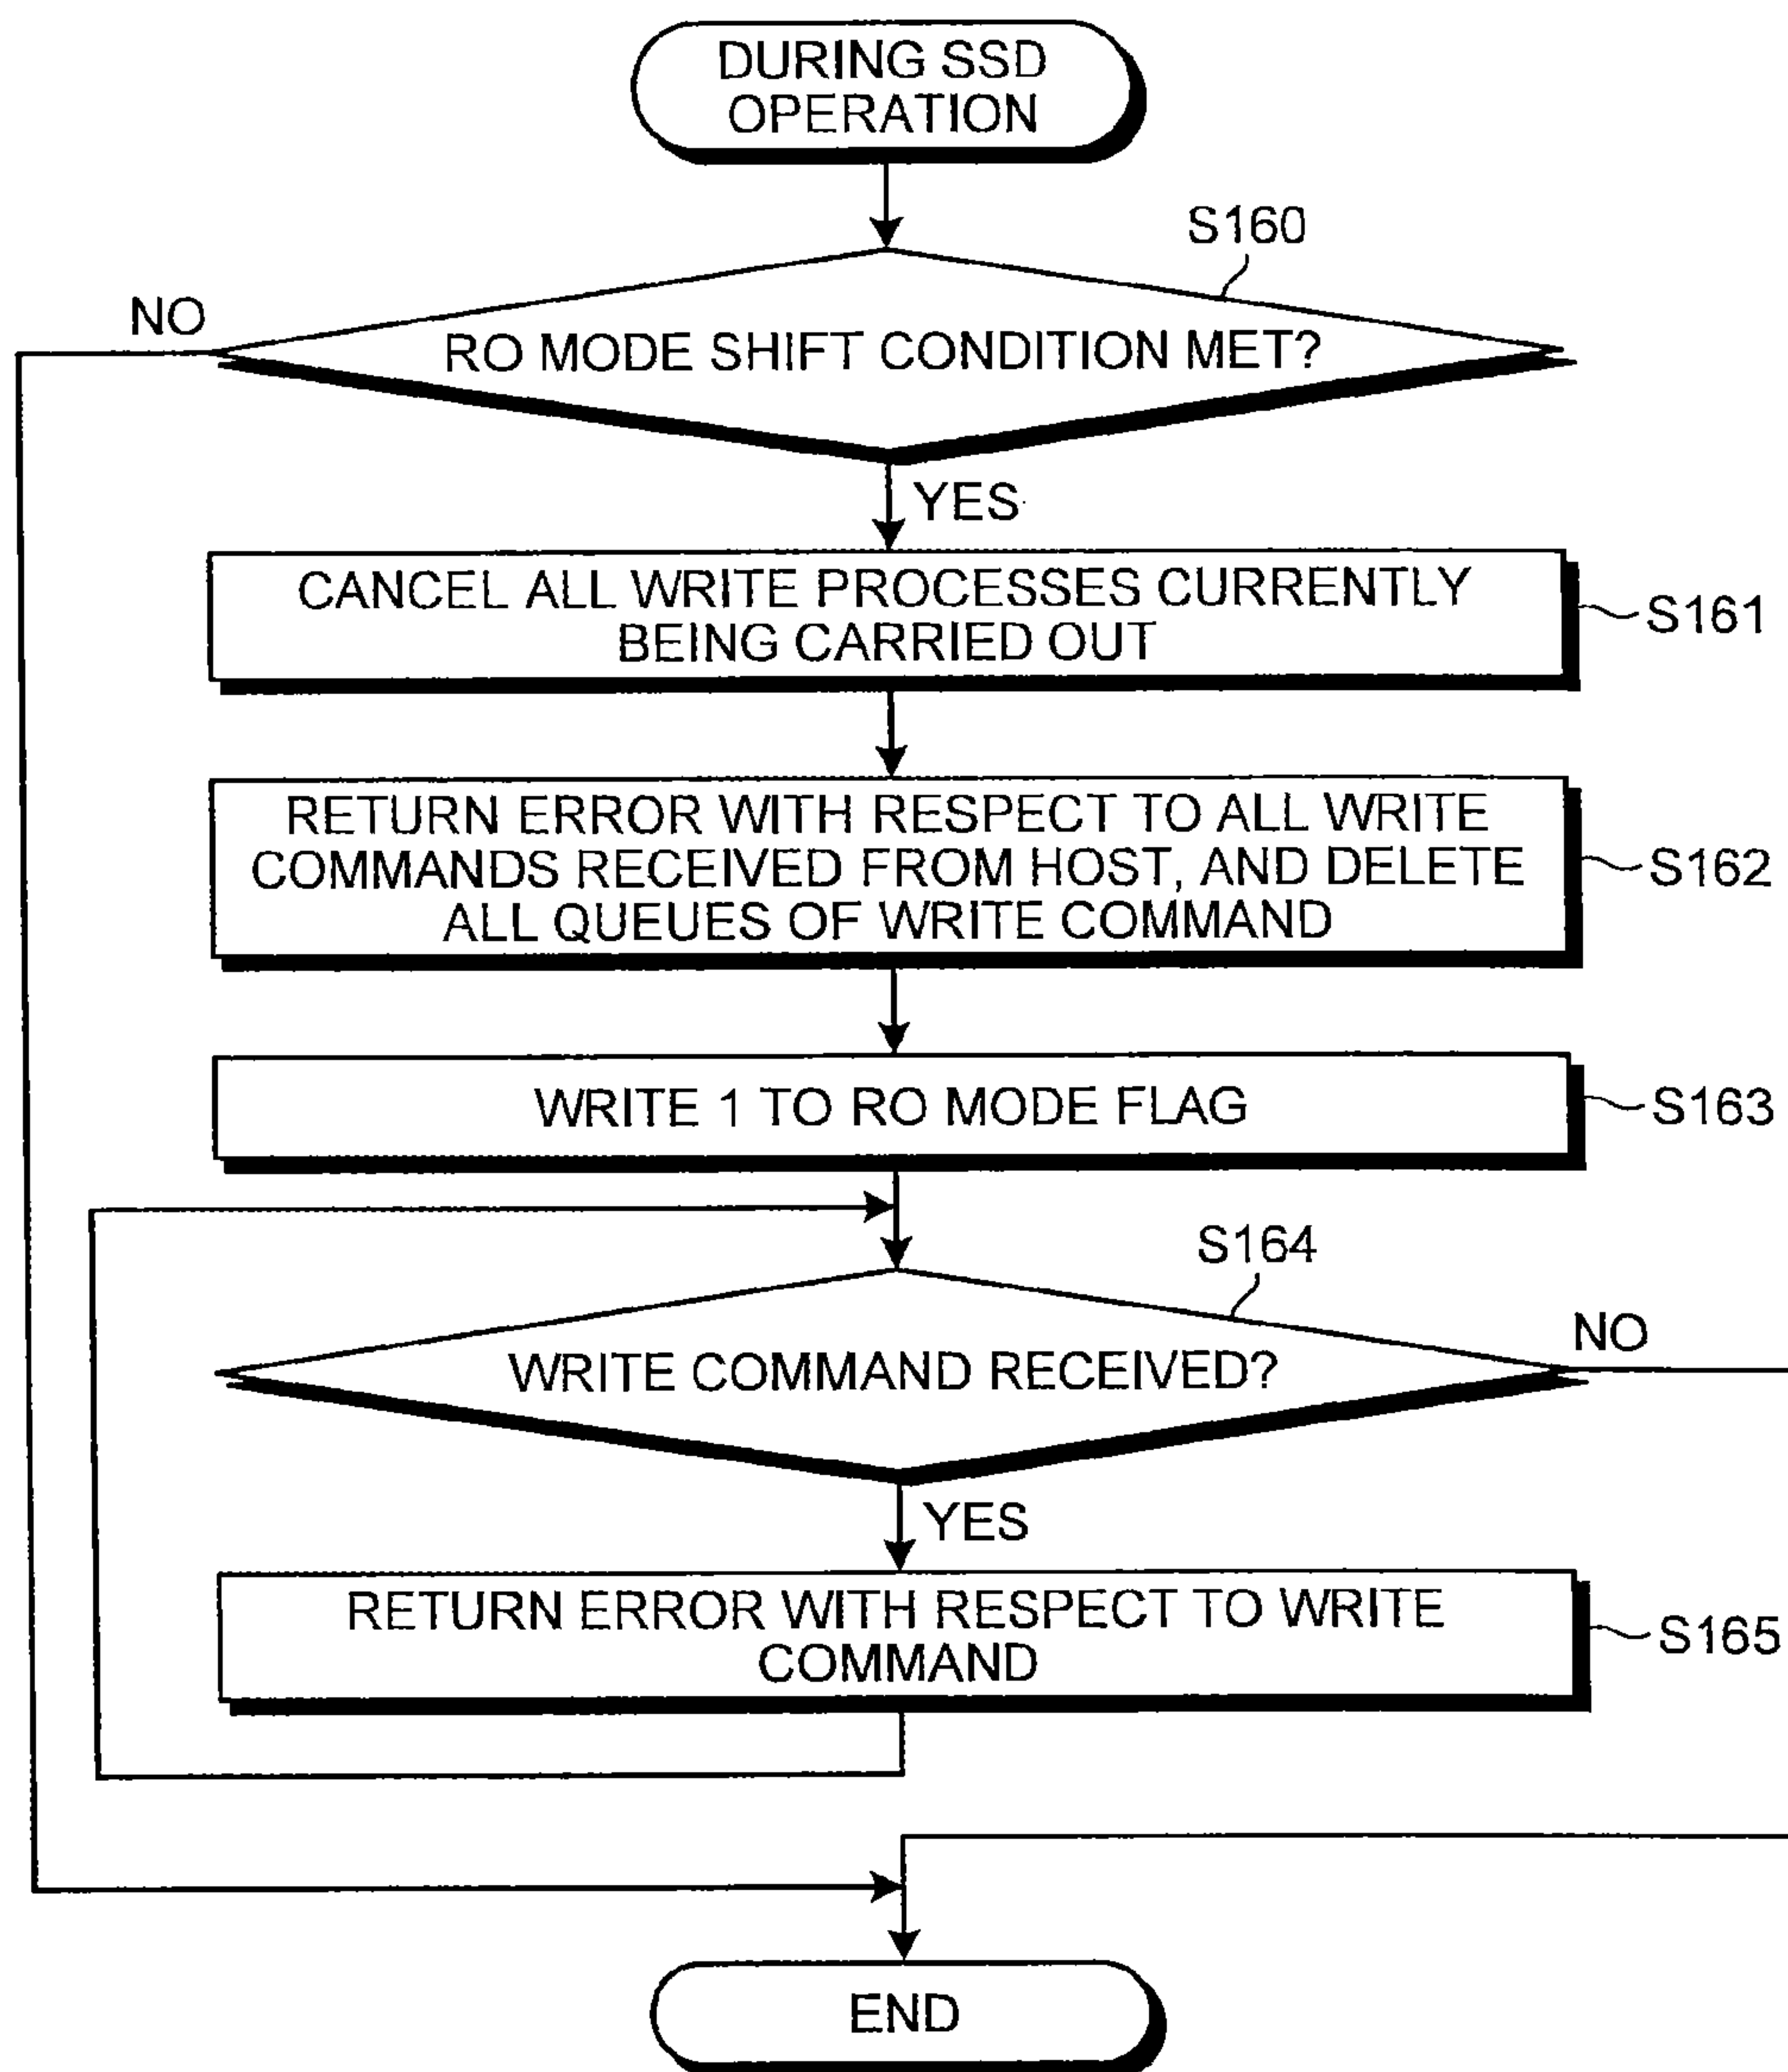 DURING SSD
OPERATION
S160
NO
RO MODE SHIFT CONDITION MET?
YES
CANCEL ALL WRITE PROCESSES CURRENTLY
BEING CARRIED OUT
S161
RETURN ERROR WITH RESPECT TO ALL WRITE
COMMANDS RECEIVED FROM HOST, AND DELETE
ALL QUEUES OF WRITE COMMAND
S162
WRITE 1 TO RO MODE FLAG
S163
S164
NO
WRITE COMMAND RECEIVED?
YES
RETURN ERROR WITH RESPECT TO WRITE
COMMAND
S165
END